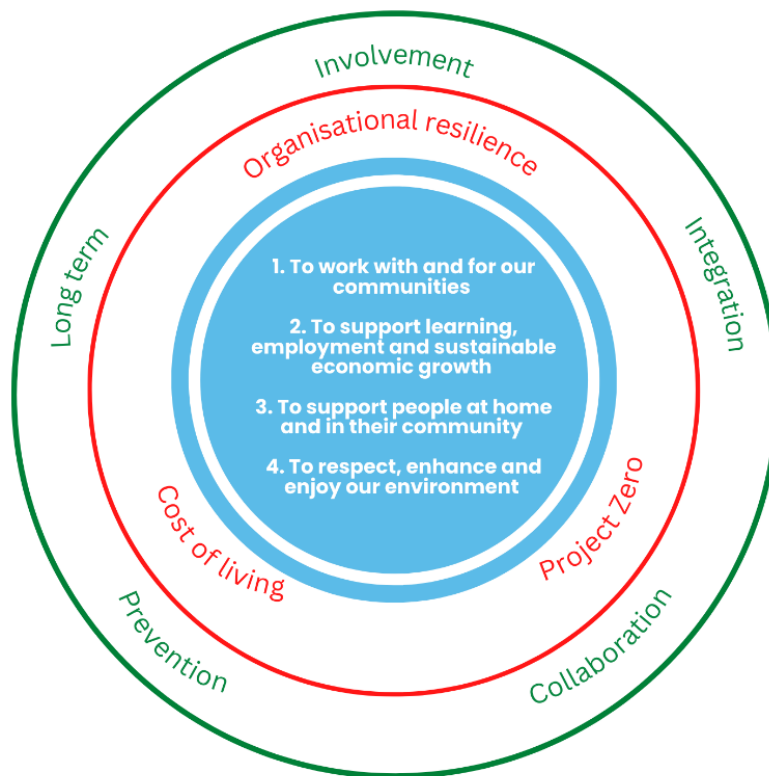 Involvement
Organisational resilience
Long term
Integration
1. To work with and for our
communities
2. To support learning,
employment and sustainable
economic growth
3. To support people at home
and in their community
4. To respect, enhance and
enjoy our environment
Cost of living
Project Zero
Prevention
Collaboration